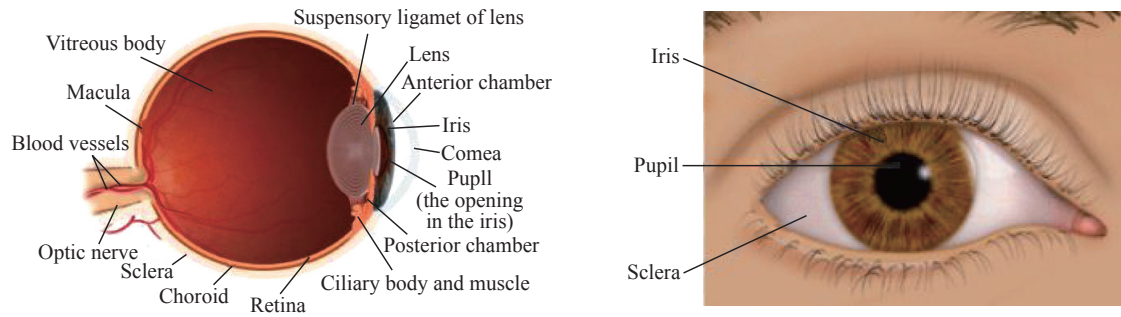 Suspensory ligamet of lens
Vitreous body
Lens
Anterior chamber
Macula
Iris
Blood vessels
Comea
Pupll
(the opening
in the iris)
Optic nerve
Posterior chamber
Sclera
Ciliary body and muscle
Choroid
Retina
Iris
Pupil
Sclera